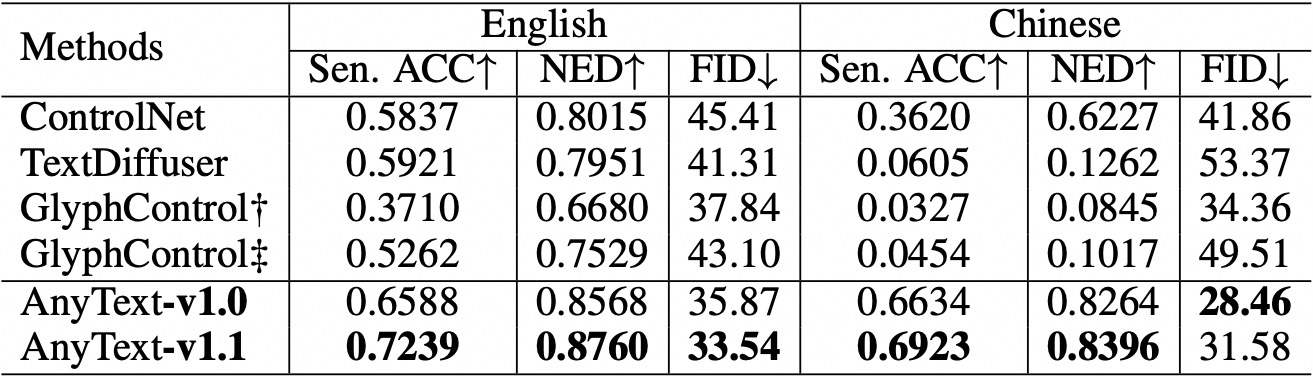 Methods English Chinese
Sen. ACC↑ NED↑ FID↓ Sen. ACC↑ NED↑ FID↓
ControlNet 0.5837 0.8015 45.41 0.3620 0.6227 41.86
TextDiffuser 0.5921 0.7951 41.31 0.0605 0.1262 53.37
GlyphControl† 0.3710 0.6680 37.84 0.0327 0.0845 34.36
GlyphControl‡ 0.5262 0.7529 43.10 0.0454 0.1017 49.51
AnyText-v1.0 0.6588 0.8568 35.87 0.6634 0.8264 28.46
AnyText-v1.1 0.7239 0.8760 33.54 0.6923 0.8396 31.58